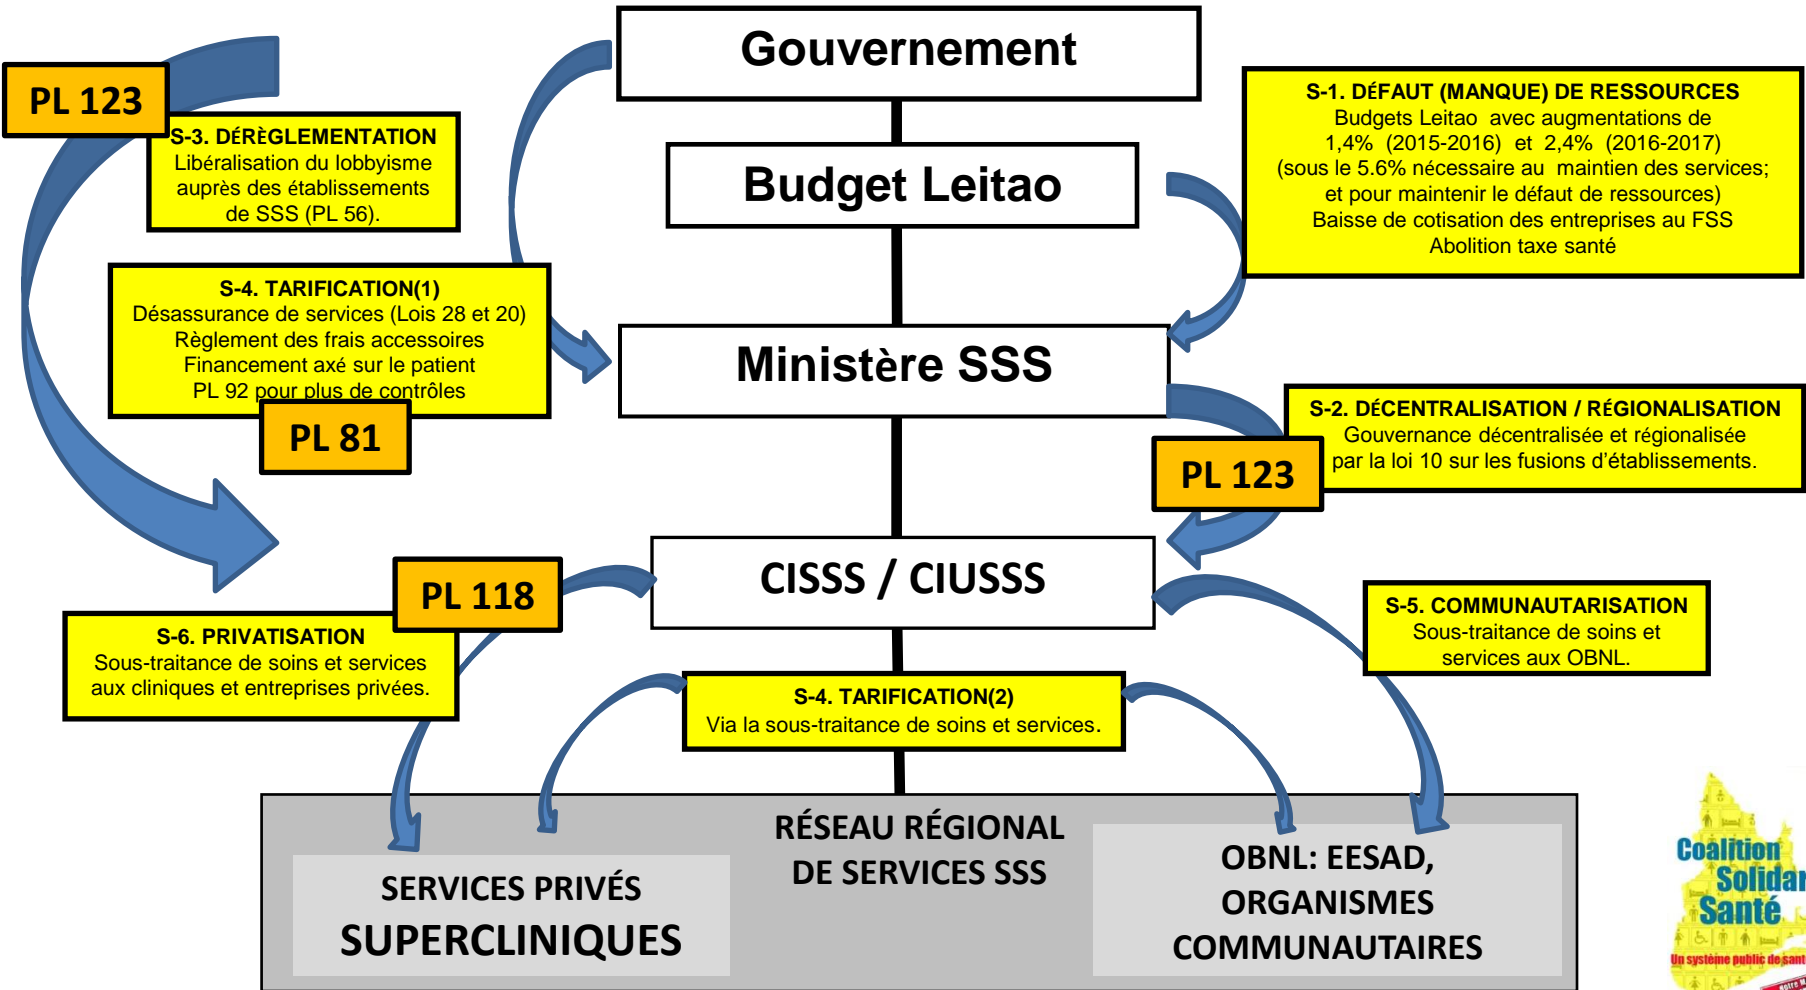 Gouvernement
PL 123
S-3. DÉRÈGLEMENTATION
Libéralisation du lobbyisme
auprès des établissements
de SSS (PL 56).
S-1. DÉFAUT (MANQUE) DE RESSOURCES
Budgets Leitao avec augmentations de
1,4% (2015-2016) et 2,4% (2016-2017)
(sous le 5.6% nécessaire au maintien des services;
et pour maintenir le défaut de ressources)
Baisse de cotisation des entreprises au FSS
Abolition taxe santé
Budget Leitao
S-4. TARIFICATION(1)
Désassurance de services (Lois 28 et 20)
Règlement des frais accessoires
Financement axé sur le patient
PL 92 pour plus de contrôles
PL 81
Ministère SSS
S-2. DÉCENTRALISATION / RÉGIONALISATION
Gouvernance décentralisée et régionalisée
par la loi 10 sur les fusions d'établissements.
PL 123
CISSS / CIUSSS
PL 118
S-6. PRIVATISATION
Sous-traitance de soins et services
aux cliniques et entreprises privées.
S-5. COMMUNAUTARISATION
Sous-traitance de soins et
services aux OBNL.
S-4. TARIFICATION(2)
Via la sous-traitance de soins et services.
RÉSEAU RÉGIONAL
DE SERVICES SSS
SERVICES PRIVÉS
SUPERCLINIQUES
OBNL: EESAD,
ORGANISMES
COMMUNAUTAIRES
Coalition
Solidar
Santé
Un système public de sant
notre